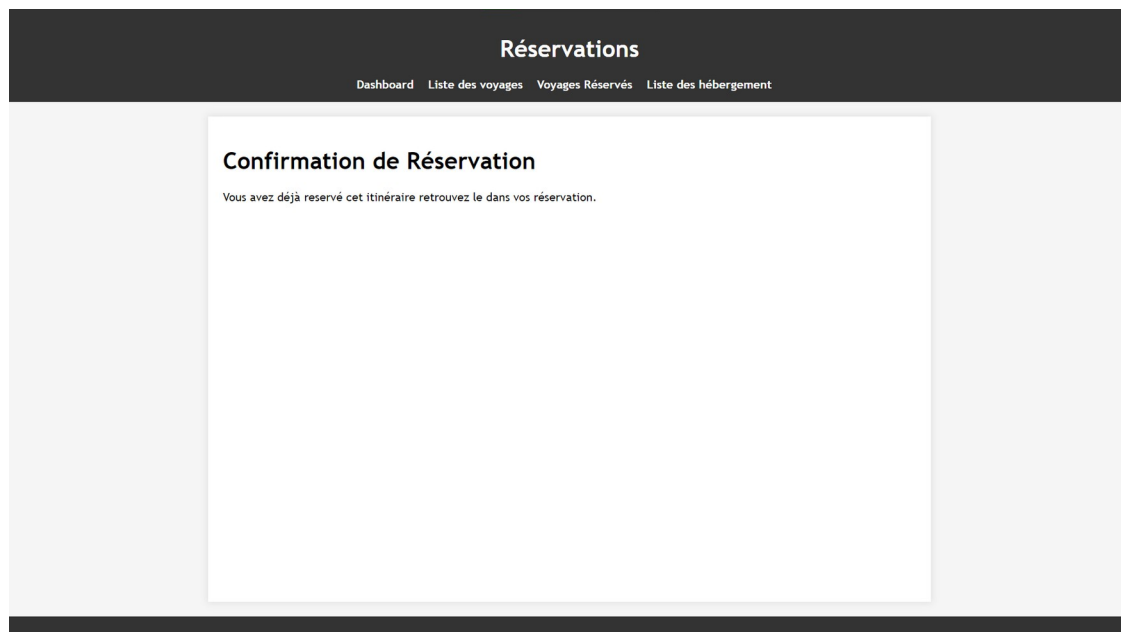 Réservations
Dashboard Liste des voyages Voyages Réservés Liste des hébergement
Confirmation de Réservation
Vous avez déjà reservé cet itinéraire retrouvez le dans vos réservation.